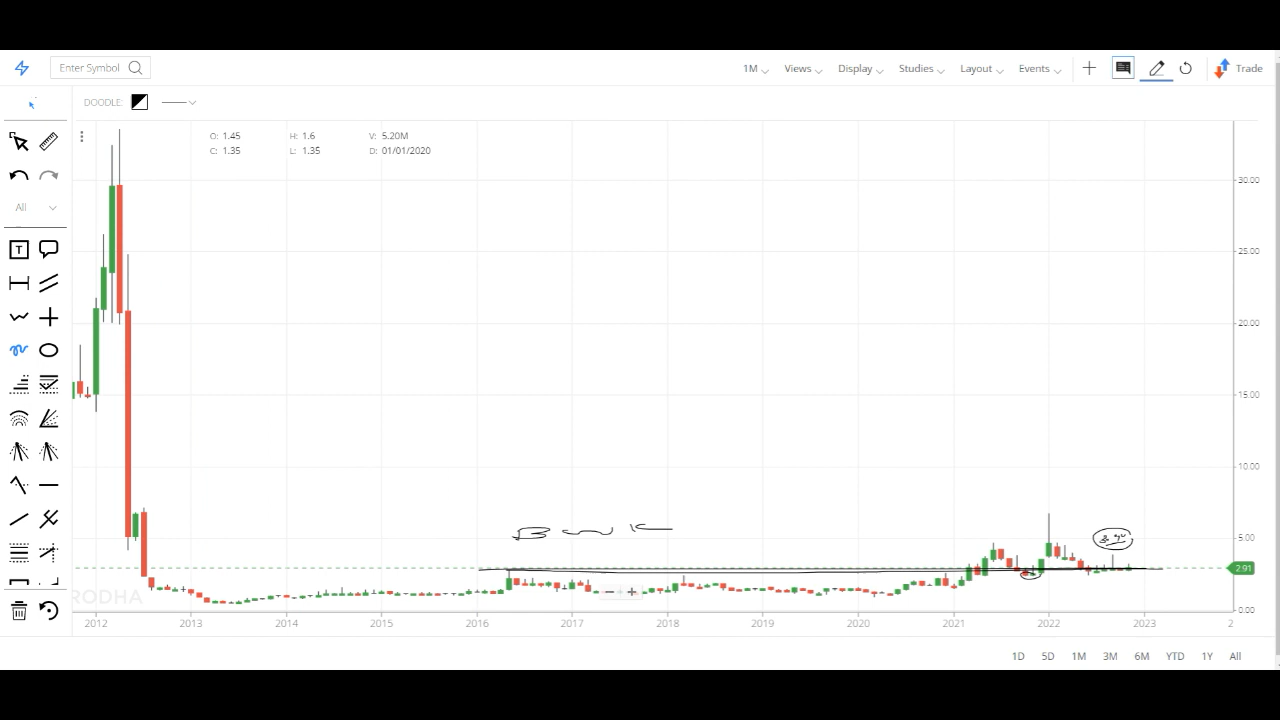 Enter Symbol
1M Views Display Studies Layout Events Trade
DOODLE:
O: 1.45 H: 1.6 V: 5.20M
C: 1.35 L: 1.35 D: 01/01/2020
All
T
30.00
25.00
20.00
15.00
10.00
5.00
2.91
0.00
RODHA
2012 2013 2014 2015 2016 2017 2018 2019 2020 2021 2022 2023 2
1D 5D 1M 3M 6M YTD 1Y All